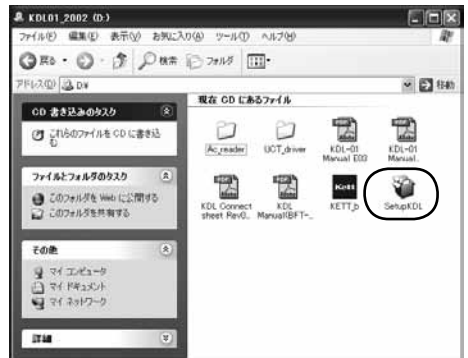 KDL01_2002 (D:)
ファイル(F) 編集(E) 表示(V) お気に入り(A) ツール(T) ヘルプ(H)
戻る 検索 フォルダ
アドレス(D) D:¥ 移動
CD 書き込みのタスク
これらのファイルを CD に書き込む
ファイルとフォルダのタスク
このフォルダを Web に公開する
このフォルダを共有する
その他
マイ コンピュータ
マイ ドキュメント
マイ ネットワーク
詳細
現在 CD にあるファイル
Ac_reader UCT_driver KDL-01 Manual E03 KDL-01 Manual..
KDL Connect sheet Rev0.. KDL Manual(BFT-.. KETT_b SetupKDL
Kett